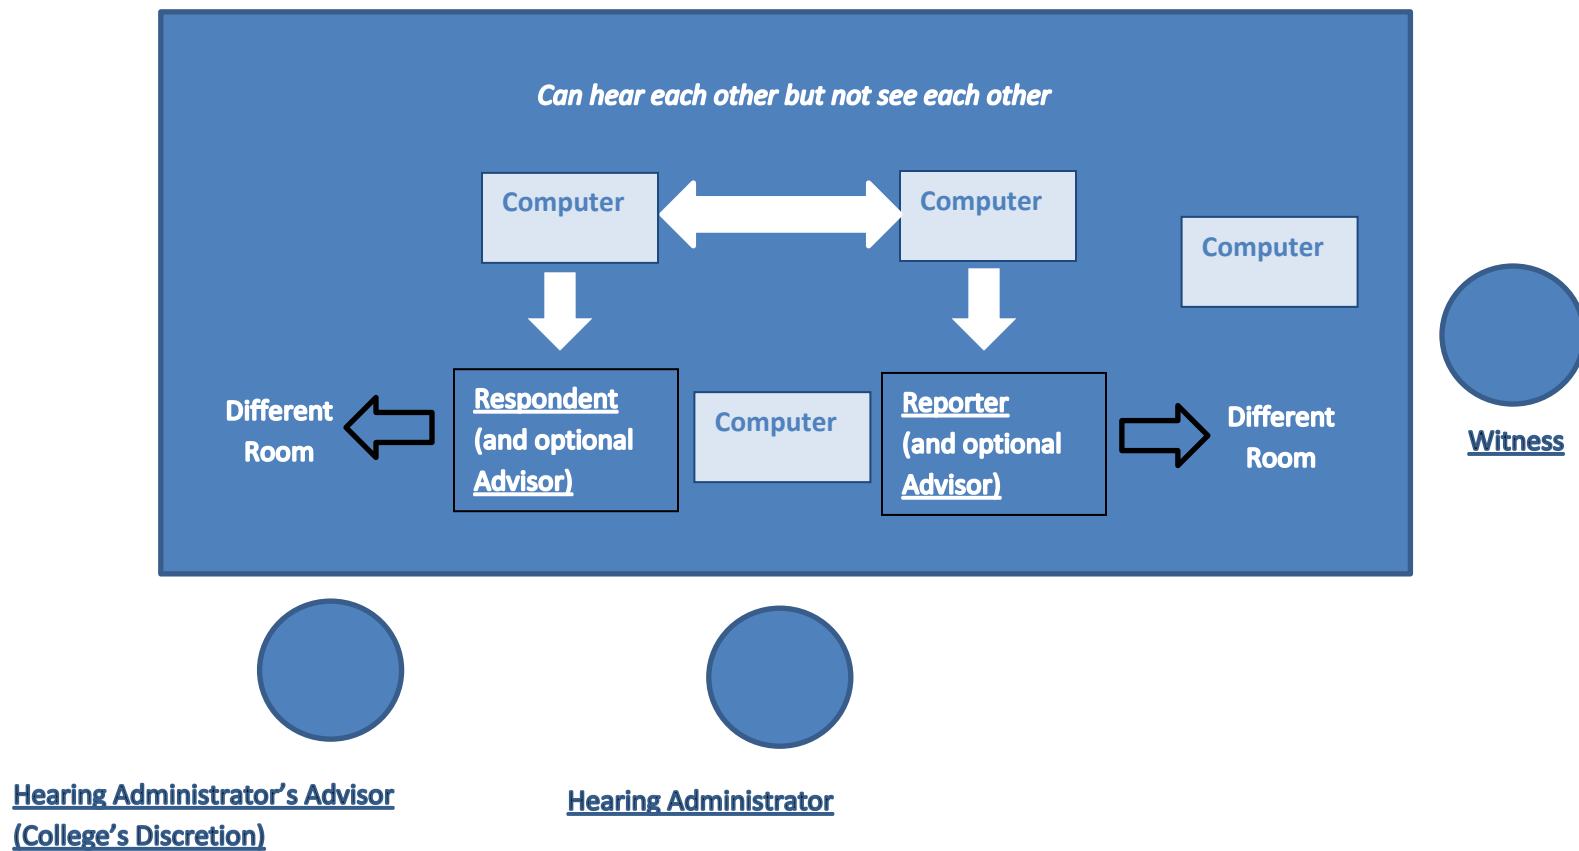 Can hear each other but not see each other
Computer
Computer
Computer
Different
Room
Respondent
(and optional
Advisor)
Computer
Reporter
(and optional
Advisor)
Different
Room
Witness
Hearing Administrator’s Advisor
(College’s Discretion)
Hearing Administrator